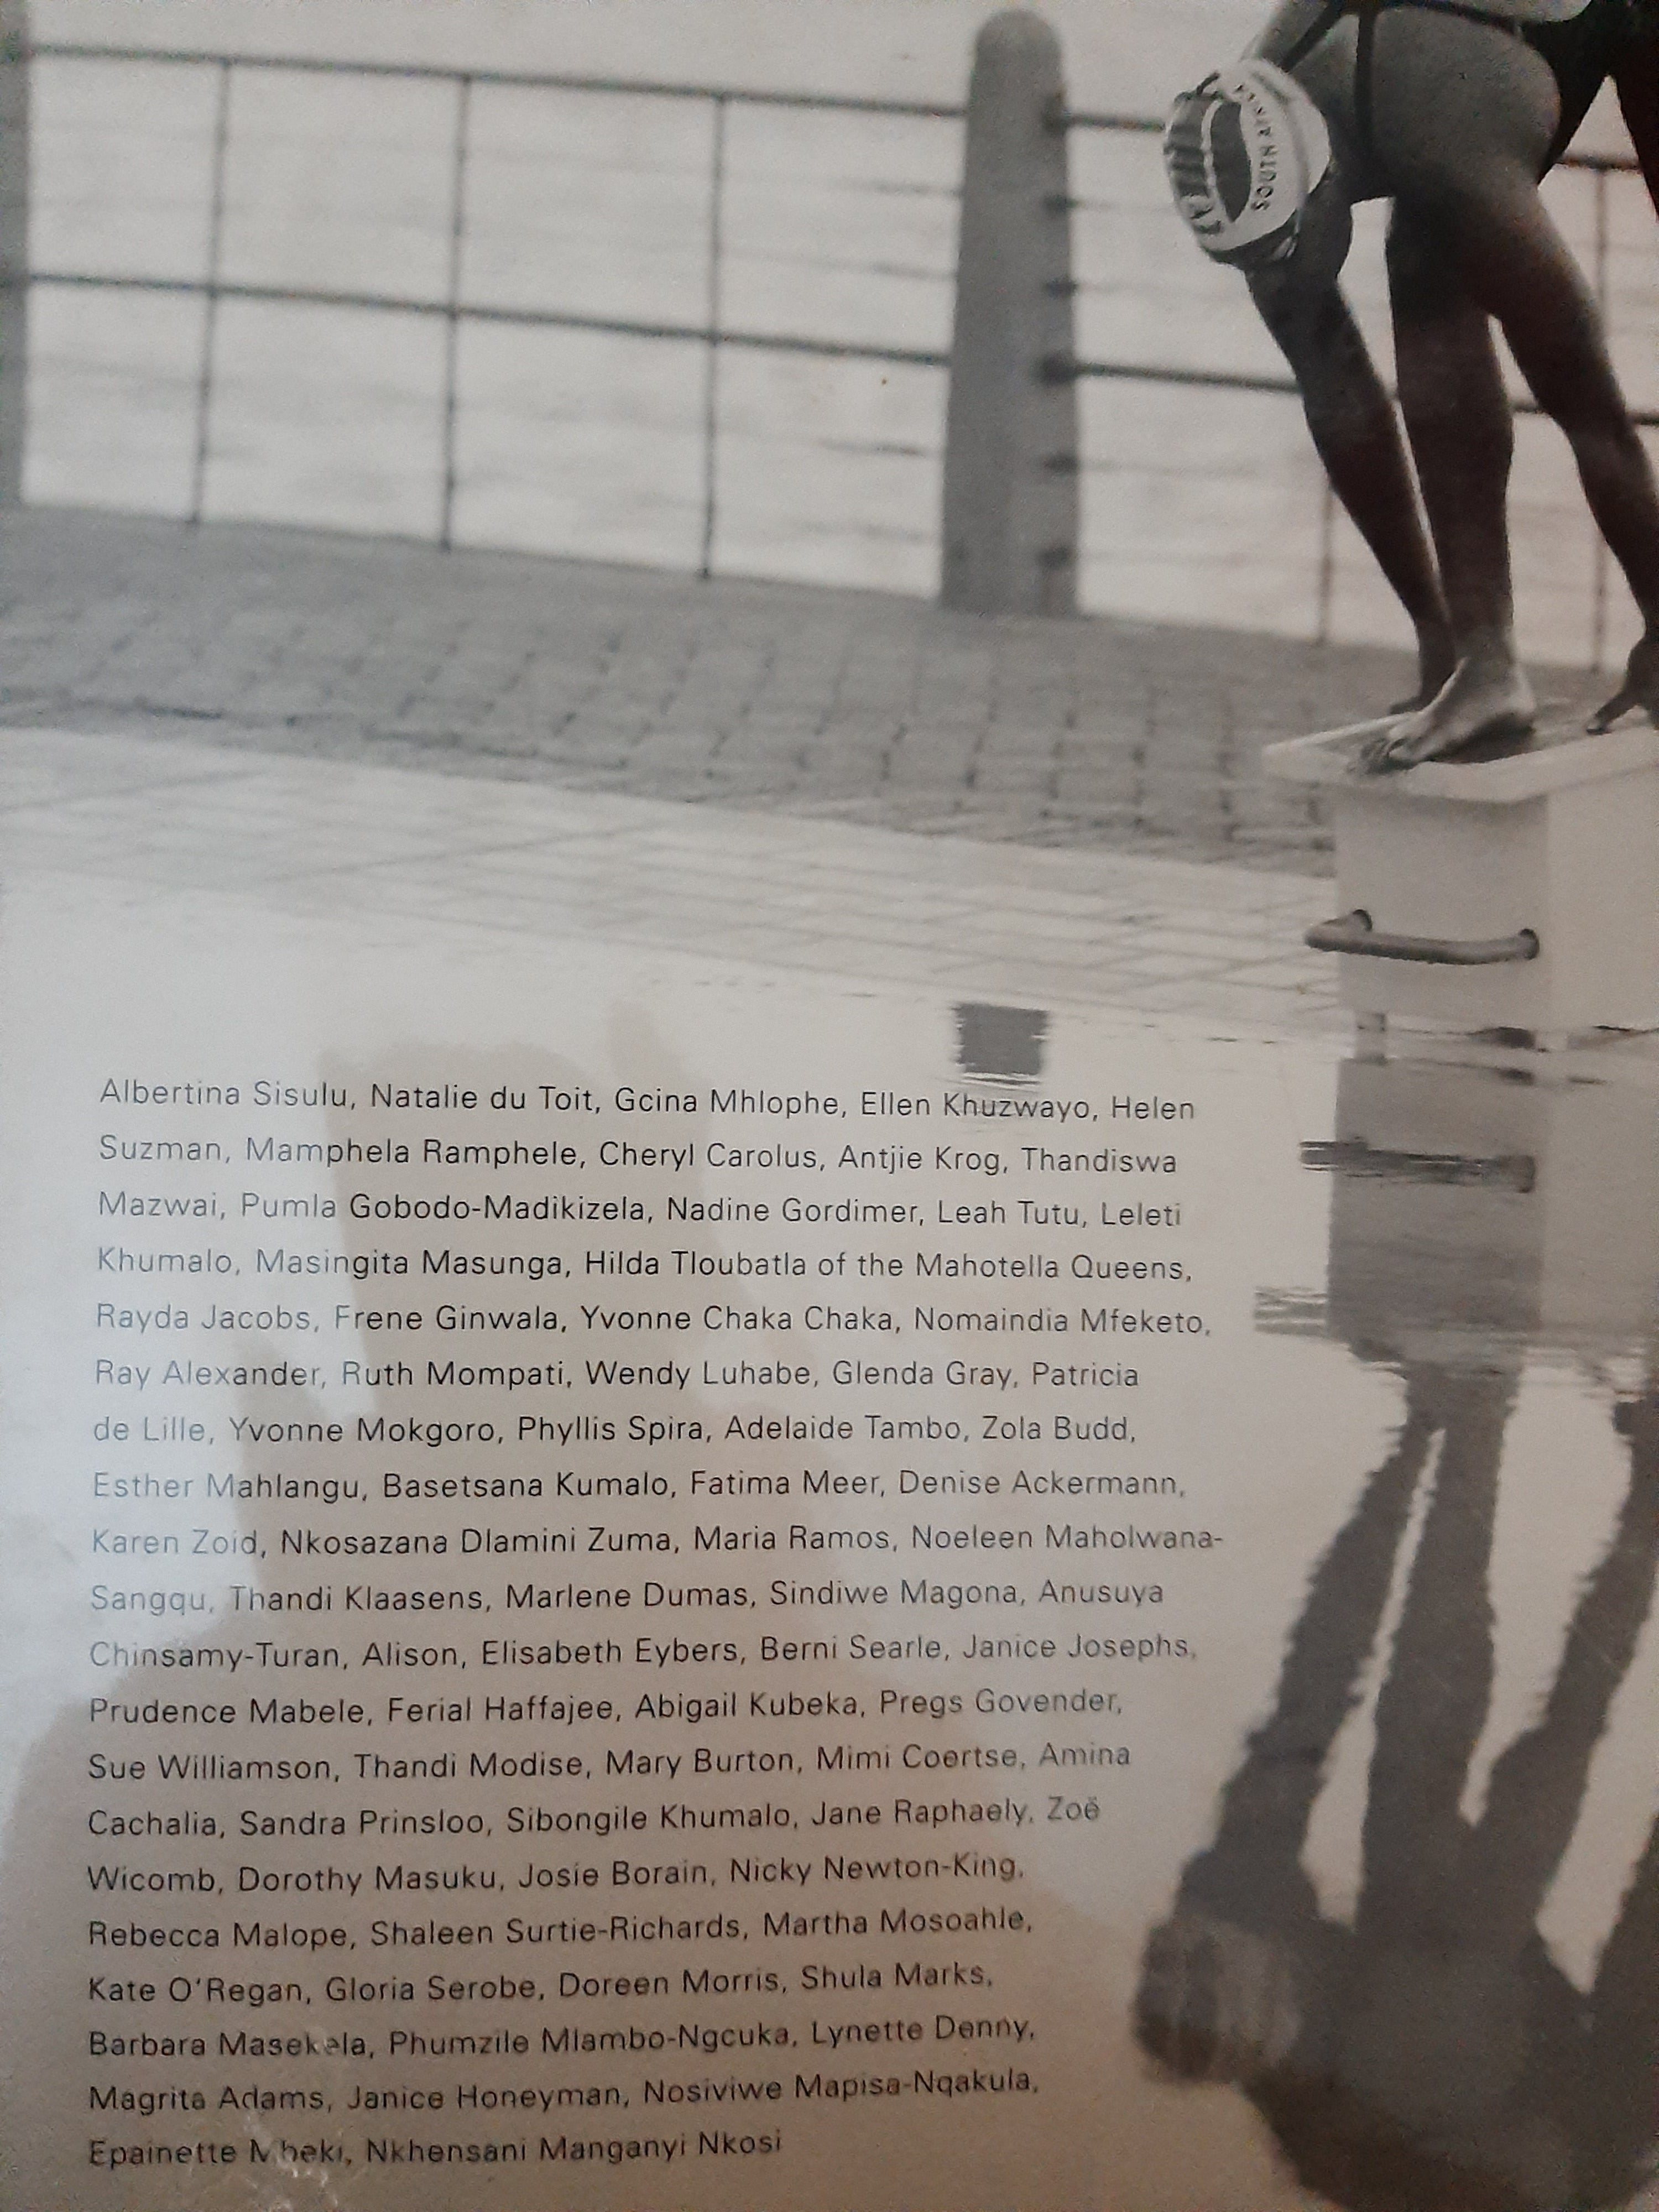 SOUTH AFRICA
Albertina Sisulu, Natalie du Toit, Gcina Mhlophe, Ellen Khuzwayo, Helen
Suzman, Mamphela Ramphele, Cheryl Carolus, Antjie Krog, Thandiswa
Mazwai, Pumla Gobodo-Madikizela, Nadine Gordimer, Leah Tutu, Leleti
Khumalo, Masingita Masunga, Hilda Tloubatla of the Mahotella Queens,
Rayda Jacobs, Frene Ginwala, Yvonne Chaka Chaka, Nomaindia Mfeketo,
Ray Alexander, Ruth Mompati, Wendy Luhabe, Glenda Gray, Patricia
de Lille, Yvonne Mokgoro, Phyllis Spira, Adelaide Tambo, Zola Budd,
Esther Mahlangu, Basetsana Kumalo, Fatima Meer, Denise Ackermann,
Karen Zoid, Nkosazana Dlamini Zuma, Maria Ramos, Noeleen Maholwana-
Sangqu, Thandi Klaasens, Marlene Dumas, Sindiwe Magona, Anusuya
Chinsamy-Turan, Alison, Elisabeth Eybers, Berni Searle, Janice Josephs,
Prudence Mabele, Ferial Haffajee, Abigail Kubeka, Pregs Govender,
Sue Williamson, Thandi Modise, Mary Burton, Mimi Coertse, Amina
Cachalia, Sandra Prinsloo, Sibongile Khumalo, Jane Raphaely, Zoë
Wicomb, Dorothy Masuku, Josie Borain, Nicky Newton-King,
Rebecca Malope, Shaleen Surtie-Richards, Martha Mosoahle,
Kate O'Regan, Gloria Serobe, Doreen Morris, Shula Marks,
Barbara Masekela, Phumzile Mlambo-Ngcuka, Lynette Denny,
Magrita Adams, Janice Honeyman, Nosiviwe Mapisa-Nqakula,
Epainette Mbeki, Nkhensani Manganyi Nkosi